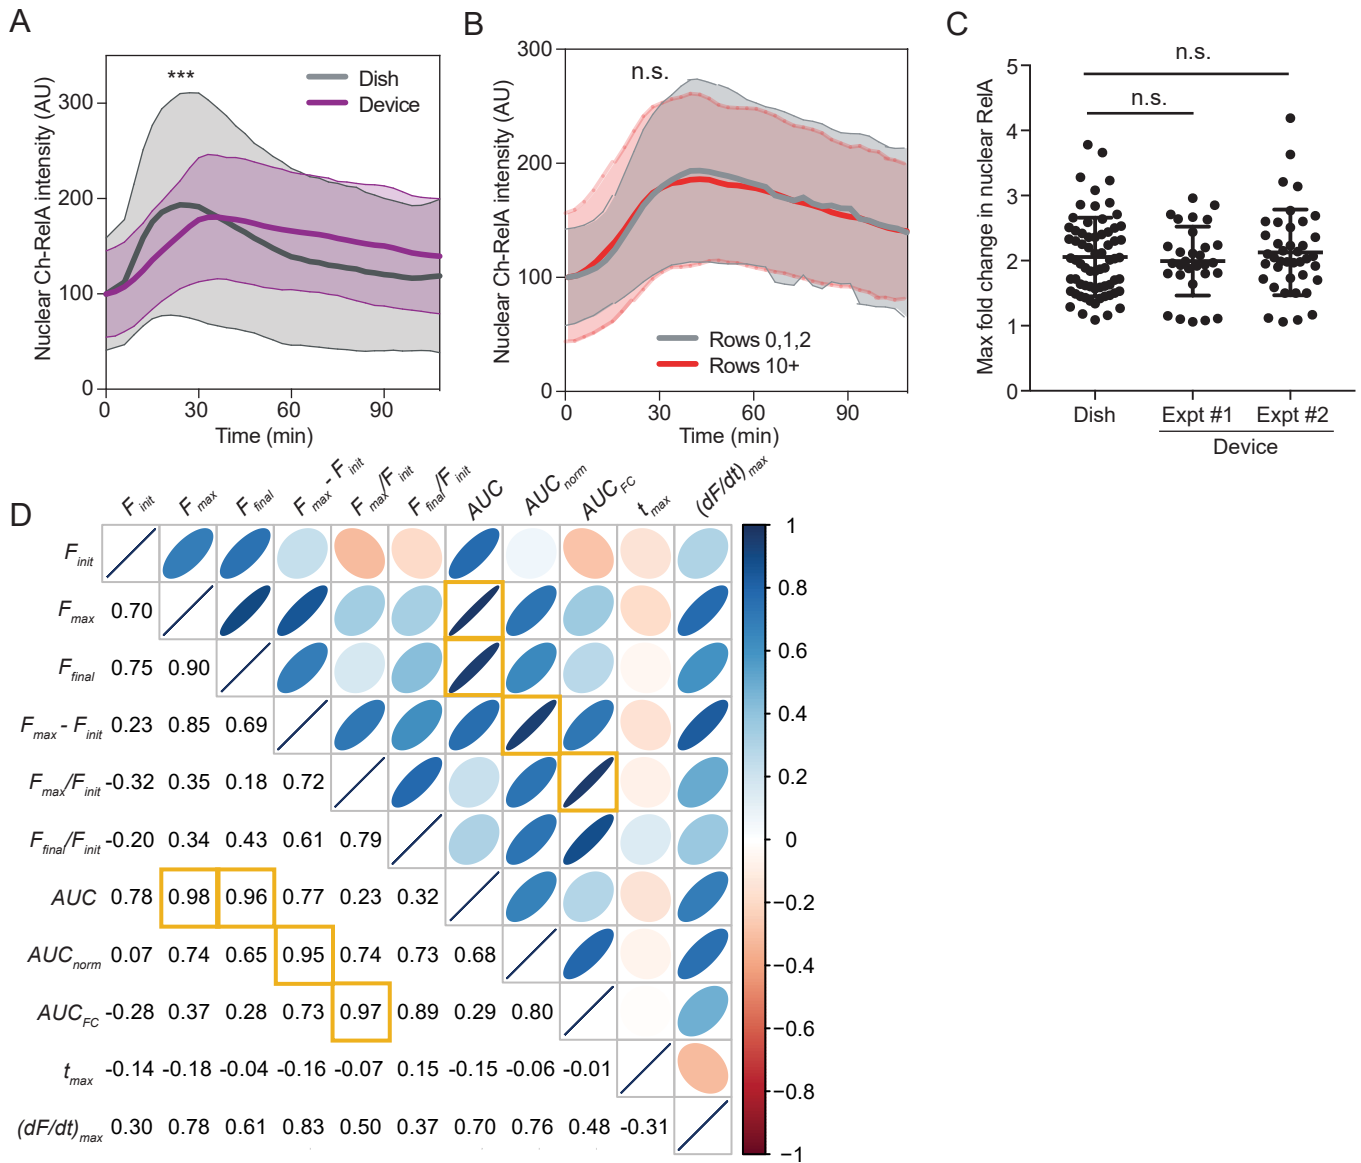 A
Nuclear Ch-RelA intensity (AU)
300
200
100
0
***
Dish
Device
0 30 60 90
Time (min)
B
Nuclear Ch-RelA intensity (AU)
300
200
100
0
n.s.
Rows 0,1,2
Rows 10+
0 30 60 90
Time (min)
C
Max fold change in nuclear RelA
5
4
3
2
1
0
n.s.
n.s.
Dish Expt #1 Expt #2
Device
D
F init F max F final F max - F init F max/F init F final/F init AUC AUC norm AUC FC t max (dF/dt) max
F init
F max 0.70
F final 0.75 0.90
F max - F init 0.23 0.85 0.69
F max/F init -0.32 0.35 0.18 0.72
F final/F init -0.20 0.34 0.43 0.61 0.79
AUC 0.78 0.98 0.96 0.77 0.23 0.32
AUC norm 0.07 0.74 0.65 0.95 0.74 0.73 0.68
AUC FC -0.28 0.37 0.28 0.73 0.97 0.89 0.29 0.80
t max -0.14 -0.18 -0.04 -0.16 -0.07 0.15 -0.15 -0.06 -0.01
(dF/dt) max 0.30 0.78 0.61 0.83 0.50 0.37 0.70 0.76 0.48 -0.31
1
0.8
0.6
0.4
0.2
0
−0.2
−0.4
−0.6
−0.8
−1